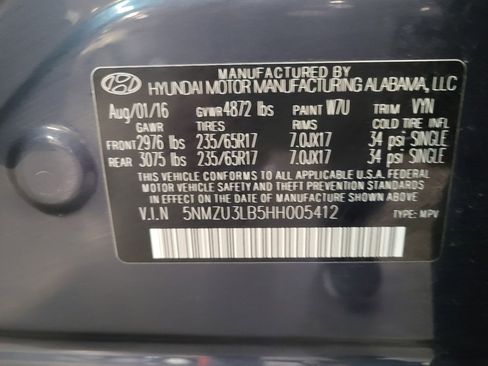 MANUFACTURED BY
HYUNDAI MOTOR MANUFACTURING ALABAMA, LLC
Aug/01/16 GVWR 4872 lbs PAINT W7U TRIM VYN
GAWR TIRES RIMS COLD TIRE INFL
FRONT 2976 lbs 235/65R17 7.0JX17 34 psi SINGLE
REAR 3075 lbs 235/65R17 7.0JX17 34 psi SINGLE
THIS VEHICLE CONFORMS TO ALL APPLICABLE U.S.A. FEDERAL
MOTOR VEHICLE SAFETY AND THEFT PREVENTION STANDARDS
IN EFFECT ON THE DATE OF MANUFACTURE SHOWN ABOVE.
V.I.N 5NMZU3LB5HH005412 TYPE: MPV